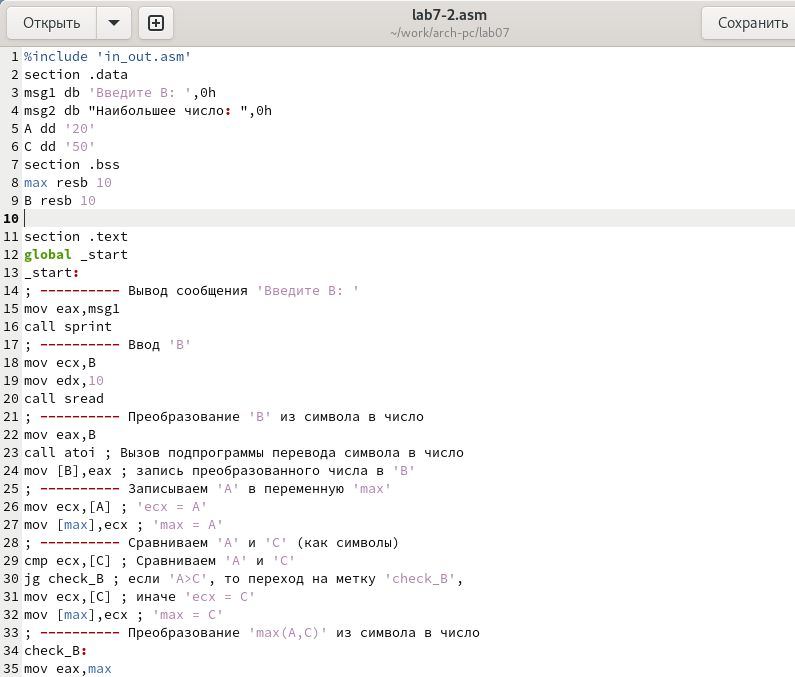 Открыть
lab7-2.asm
~/work/arch-pc/lab07
Сохранить
1 %include 'in_out.asm'
2 section .data
3 msg1 db 'Введите B: ',0h
4 msg2 db "Наибольшее число: ",0h
5 A dd '20'
6 C dd '50'
7 section .bss
8 max resb 10
9 B resb 10
10
11 section .text
12 global _start
13 _start:
14 ; ---------- Вывод сообщения 'Введите B: '
15 mov eax,msg1
16 call sprint
17 ; ---------- Ввод 'B'
18 mov ecx,B
19 mov edx,10
20 call sread
21 ; ---------- Преобразование 'B' из символа в число
22 mov eax,B
23 call atoi ; Вызов подпрограммы перевода символа в число
24 mov [B],eax ; запись преобразованного числа в 'B'
25 ; ---------- Записываем 'A' в переменную 'max'
26 mov ecx,[A] ; 'ecx = A'
27 mov [max],ecx ; 'max = A'
28 ; ---------- Сравниваем 'A' и 'C' (как символы)
29 cmp ecx,[C] ; Сравниваем 'A' и 'C'
30 jg check_B ; если 'A>C', то переход на метку 'check_B',
31 mov ecx,[C] ; иначе 'ecx = C'
32 mov [max],ecx ; 'max = C'
33 ; ---------- Преобразование 'max(A,C)' из символа в число
34 check_B:
35 mov eax,max